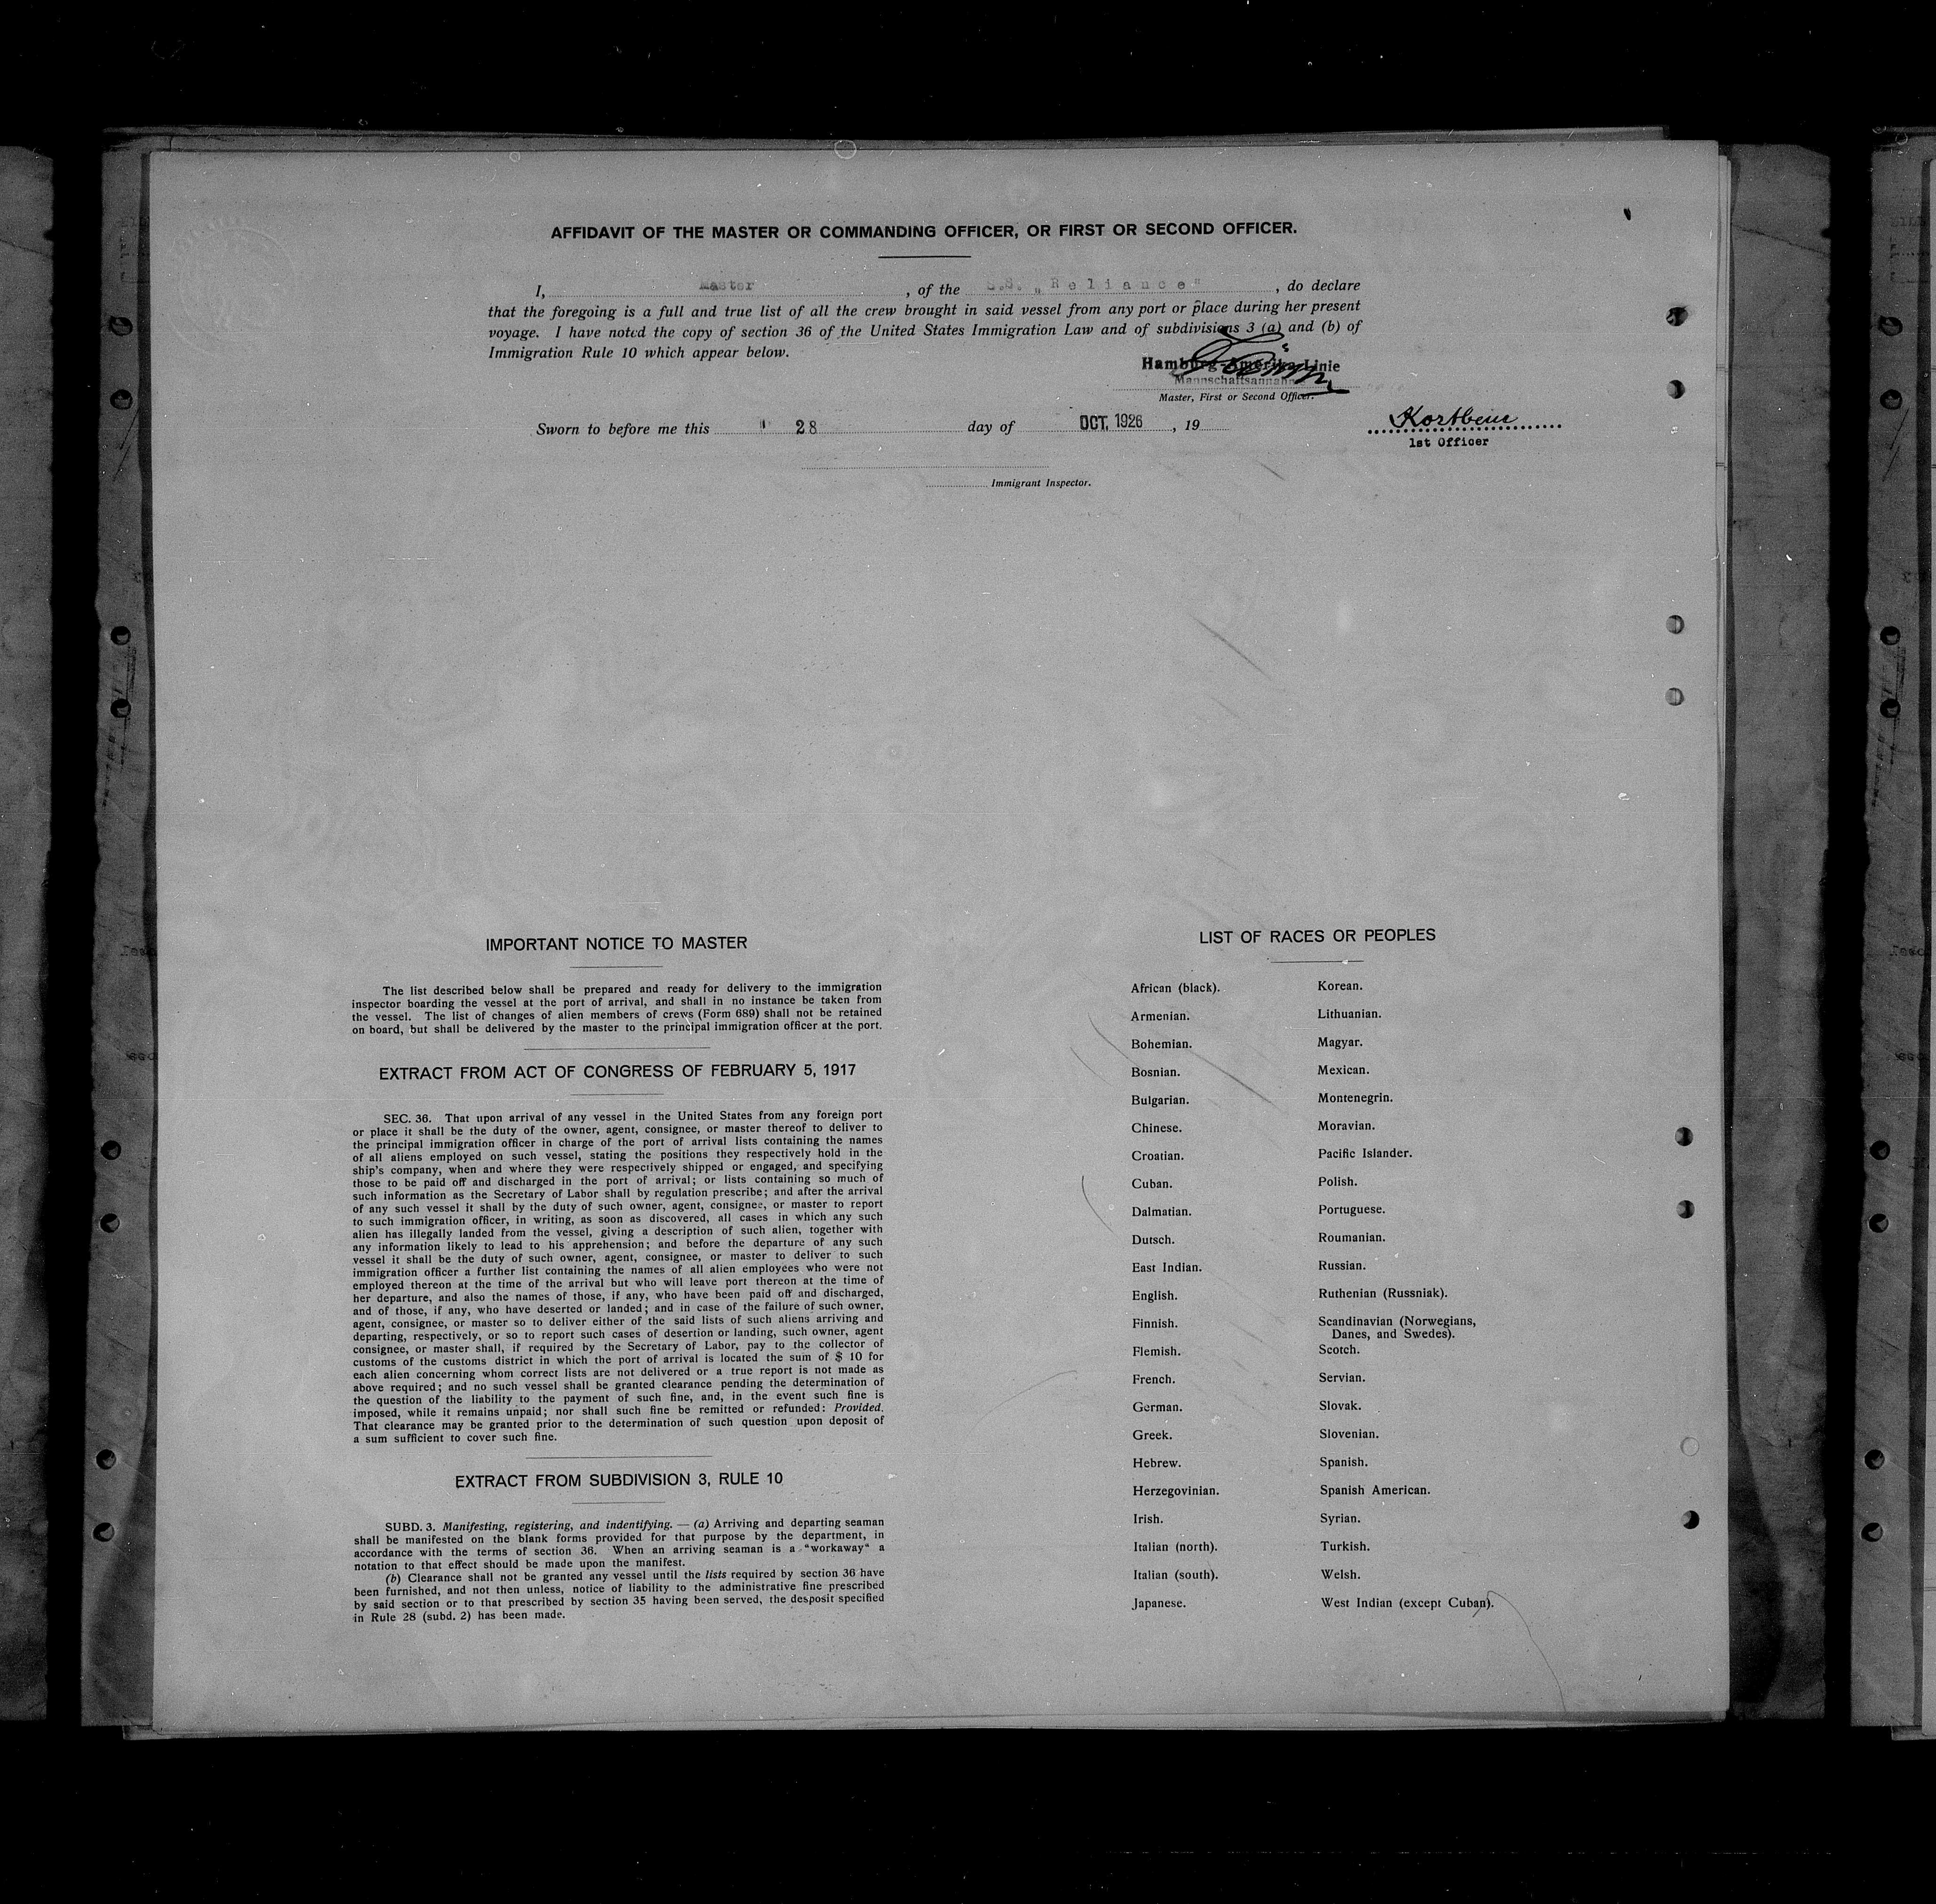 AFFIDAVIT OF THE MASTER OR COMMANDING OFFICER, OR FIRST OR SECOND OFFICER.
I, Master , of the S.S. „Reliance" , do declare
that the foregoing is a full and true list of all the crew brought in said vessel from any port or place during her present
voyage. I have noted the copy of section 36 of the United States Immigration Law and of subdivisions 3 (a) and (b) of
Immigration Rule 10 which appear below.
Hamburg-Amerika Linie
Mannschaftsannahme
Master, First or Second Officer.
Sworn to before me this 28 day of OCT. 1926 , 19
Kortbein
1st Officer
Immigrant Inspector.
IMPORTANT NOTICE TO MASTER
The list described below shall be prepared and ready for delivery to the immigration
inspector boarding the vessel at the port of arrival, and shall in no instance be taken from
the vessel. The list of changes of alien members of crews (Form 689) shall not be retained
on board, but shall be delivered by the master to the principal immigration officer at the port.
EXTRACT FROM ACT OF CONGRESS OF FEBRUARY 5, 1917
SEC. 36. That upon arrival of any vessel in the United States from any foreign port
or place it shall be the duty of the owner, agent, consignee, or master thereof to deliver to
the principal immigration officer in charge of the port of arrival lists containing the names
of all aliens employed on such vessel, stating the positions they respectively hold in the
ship's company, when and where they were respectively shipped or engaged, and specifying
those to be paid off and discharged in the port of arrival; or lists containing so much of
such information as the Secretary of Labor shall by regulation prescribe; and after the arrival
of any such vessel it shall by the duty of such owner, agent, consignee, or master to report
to such immigration officer, in writing, as soon as discovered, all cases in which any such
alien has illegally landed from the vessel, giving a description of such alien, together with
any information likely to lead to his apprehension; and before the departure of any such
vessel it shall be the duty of such owner, agent, consignee, or master to deliver to such
immigration officer a further list containing the names of all alien employees who were not
employed thereon at the time of the arrival but who will leave port thereon at the time of
her departure, and also the names of those, if any, who have been paid off and discharged,
and of those, if any, who have deserted or landed; and in case of the failure of such owner,
agent, consignee, or master so to deliver either of the said lists of such aliens arriving and
departing, respectively, or so to report such cases of desertion or landing, such owner, agent
consignee, or master shall, if required by the Secretary of Labor, pay to the collector of
customs of the customs district in which the port of arrival is located the sum of $ 10 for
each alien concerning whom correct lists are not delivered or a true report is not made as
above required; and no such vessel shall be granted clearance pending the determination of
the question of the liability to the payment of such fine, and, in the event such fine is
imposed, while it remains unpaid; nor shall such fine be remitted or refunded: Provided.
That clearance may be granted prior to the determination of such question upon deposit of
a sum sufficient to cover such fine.
EXTRACT FROM SUBDIVISION 3, RULE 10
SUBD. 3. Manifesting, registering, and indentifying. — (a) Arriving and departing seaman
shall be manifested on the blank forms provided for that purpose by the department, in
accordance with the terms of section 36. When an arriving seaman is a "workaway" a
notation to that effect should be made upon the manifest.
(b) Clearance shall not be granted any vessel until the lists required by section 36 have
been furnished, and not then unless, notice of liability to the administrative fine prescribed
by said section or to that prescribed by section 35 having been served, the desposit specified
in Rule 28 (subd. 2) has been made.
LIST OF RACES OR PEOPLES
African (black).
Armenian.
Bohemian.
Bosnian.
Bulgarian.
Chinese.
Croatian.
Cuban.
Dalmatian.
Dutsch.
East Indian.
English.
Finnish.
Flemish.
French.
German.
Greek.
Hebrew.
Herzegovinian.
Irish.
Italian (north).
Italian (south).
Japanese.
Korean.
Lithuanian.
Magyar.
Mexican.
Montenegrin.
Moravian.
Pacific Islander.
Polish.
Portuguese.
Roumanian.
Russian.
Ruthenian (Russniak).
Scandinavian (Norwegians,
Danes, and Swedes).
Scotch.
Servian.
Slovak.
Slovenian.
Spanish.
Spanish American.
Syrian.
Turkish.
Welsh.
West Indian (except Cuban).